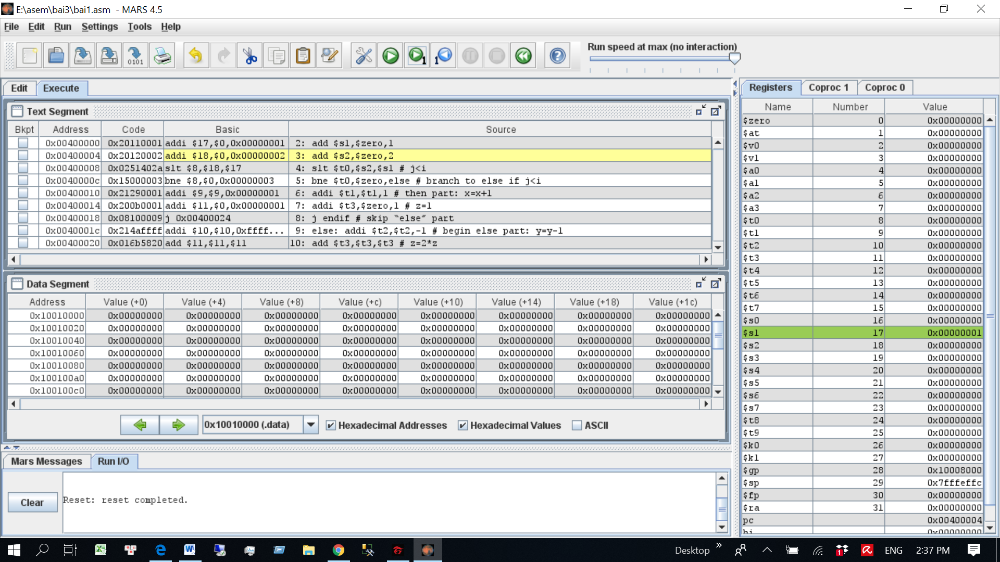 E:\asem\bai3\bai1.asm - MARS 4.5
File Edit Run Settings Tools Help
Run speed at max (no interaction)
Edit Execute
Text Segment
Bkpt Address Code Basic Source
0x00400000 0x20110001 addi $17,$0,0x00000001 2: add $s1,$zero,1
0x00400004 0x20120002 addi $18,$0,0x00000002 3: add $s2,$zero,2
0x00400008 0x0251402a slt $8,$18,$17 4: slt $t0,$s2,$s1 # j<i
0x0040000c 0x15000003 bne $8,$0,0x00000003 5: bne $t0,$zero,else # branch to else if j<i
0x00400010 0x21290001 addi $9,$9,0x00000001 6: addi $t1,$t1,1 # then part: x=x+1
0x00400014 0x200b0001 addi $11,$0,0x00000001 7: addi $t3,$zero,1 # z=1
0x00400018 0x08100009 j 0x00400024 8: j endif # skip “else” part
0x0040001c 0x214affff addi $10,$10,0xffff... 9: else: addi $t2,$t2,-1 # begin else part: y=y-1
0x00400020 0x016b5820 add $11,$11,$11 10: add $t3,$t3,$t3 # z=2*z
Data Segment
Address Value (+0) Value (+4) Value (+8) Value (+c) Value (+10) Value (+14) Value (+18) Value (+1c)
0x10010000 0x00000000 0x00000000 0x00000000 0x00000000 0x00000000 0x00000000 0x00000000 0x00000000
0x10010020 0x00000000 0x00000000 0x00000000 0x00000000 0x00000000 0x00000000 0x00000000 0x00000000
0x10010040 0x00000000 0x00000000 0x00000000 0x00000000 0x00000000 0x00000000 0x00000000 0x00000000
0x10010060 0x00000000 0x00000000 0x00000000 0x00000000 0x00000000 0x00000000 0x00000000 0x00000000
0x10010080 0x00000000 0x00000000 0x00000000 0x00000000 0x00000000 0x00000000 0x00000000 0x00000000
0x100100a0 0x00000000 0x00000000 0x00000000 0x00000000 0x00000000 0x00000000 0x00000000 0x00000000
0x100100c0 0x00000000 0x00000000 0x00000000 0x00000000 0x00000000 0x00000000 0x00000000 0x00000000
0x10010000 (.data) Hexadecimal Addresses Hexadecimal Values ASCII
Mars Messages Run I/O
Clear
Reset: reset completed.
Registers Coproc 1 Coproc 0
Name Number Value
$zero 0 0x00000000
$at 1 0x00000000
$v0 2 0x00000000
$v1 3 0x00000000
$a0 4 0x00000000
$a1 5 0x00000000
$a2 6 0x00000000
$a3 7 0x00000000
$t0 8 0x00000000
$t1 9 0x00000000
$t2 10 0x00000000
$t3 11 0x00000000
$t4 12 0x00000000
$t5 13 0x00000000
$t6 14 0x00000000
$t7 15 0x00000000
$s0 16 0x00000000
$s1 17 0x00000001
$s2 18 0x00000000
$s3 19 0x00000000
$s4 20 0x00000000
$s5 21 0x00000000
$s6 22 0x00000000
$s7 23 0x00000000
$t8 24 0x00000000
$t9 25 0x00000000
$k0 26 0x00000000
$k1 27 0x00000000
$gp 28 0x10008000
$sp 29 0x7fffeffc
$fp 30 0x00000000
$ra 31 0x00000000
pc 0x00400004
hi 0x00000000
Desktop ENG 2:37 PM